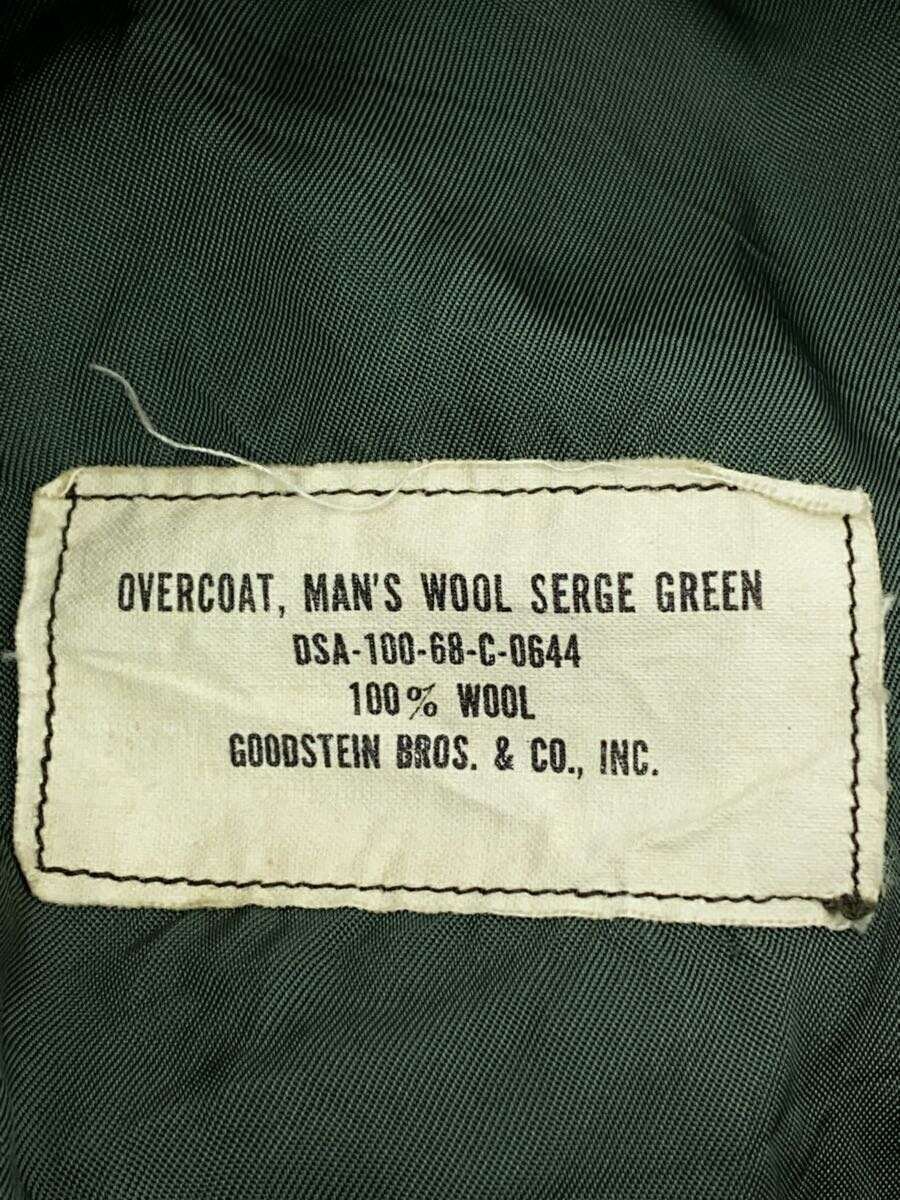 OVERCOAT, MAN'S WOOL SERGE GREEN
DSA-100-68-C-0644
100% WOOL
GOODSTEIN BROS. & CO., INC.